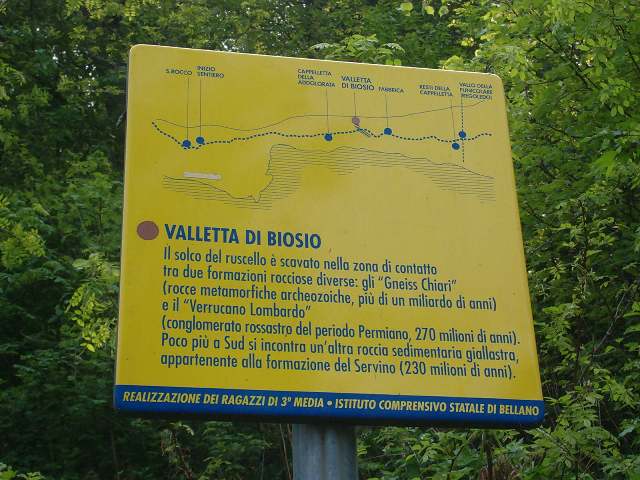 S.ROCCO
INIZIO
SENTIERO
CAPPELLETTA
DELLA
ADDOLORATA
VALLETTA
DI BIOSIO
FABBRICA
RESTI DELLA
CAPPELLETTA
VALLO DELLA
FUNICOLARE
(REGOLEDO)
VALLETTA DI BIOSIO
Il solco del ruscello è scavato nella zona di contatto
tra due formazioni rocciose diverse: gli "Gneiss Chiari"
(rocce metamorfiche archeozoiche, più di un miliardo di anni)
e il "Verrucano Lombardo"
(conglomerato rossastro del periodo Permiano, 270 milioni di anni).
Poco più a Sud si incontra un'altra roccia sedimentaria giallastra,
appartenente alla formazione del Servino (230 milioni di anni).
REALIZZAZIONE DEI RAGAZZI DI 3ª MEDIA • ISTITUTO COMPRENSIVO STATALE DI BELLANO